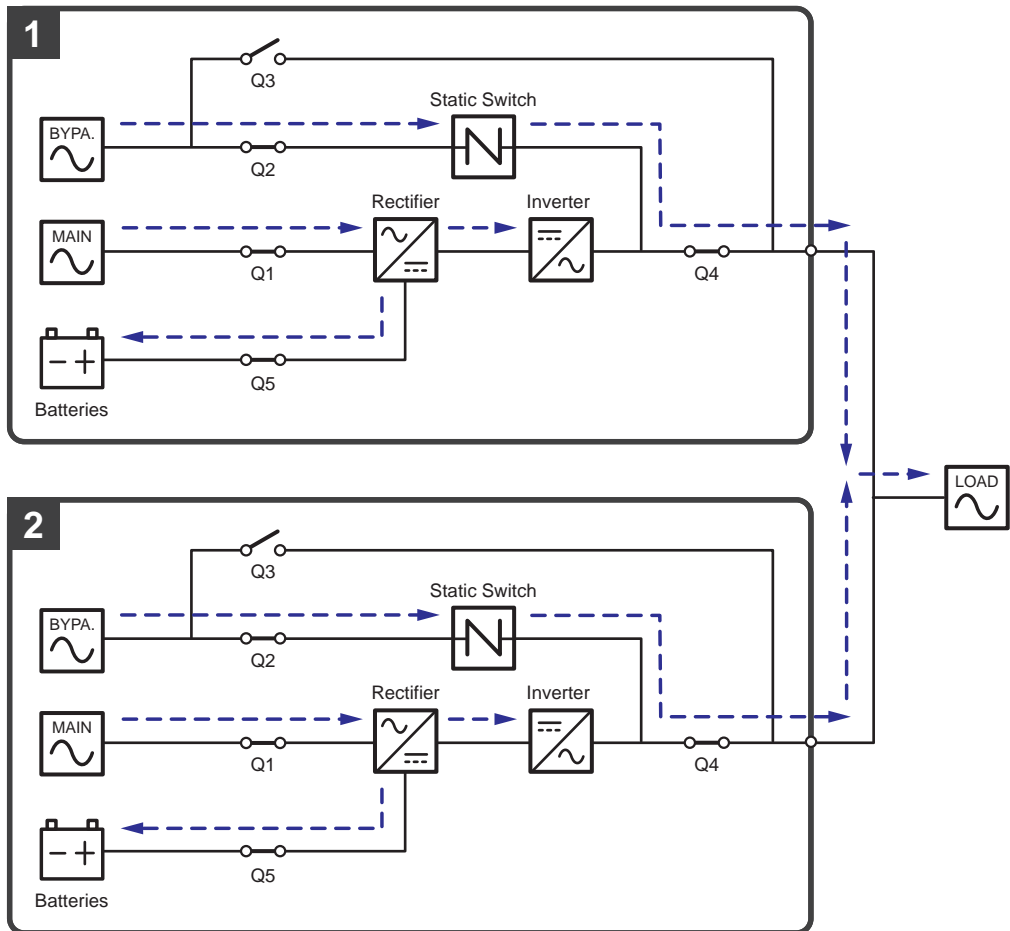 1
Q3
Static Switch
BYPA.
Q2
Rectifier
Inverter
MAIN
Q1
Q4
Q5
Batteries
LOAD
2
Q3
Static Switch
BYPA.
Q2
Rectifier
Inverter
MAIN
Q1
Q4
Q5
Batteries